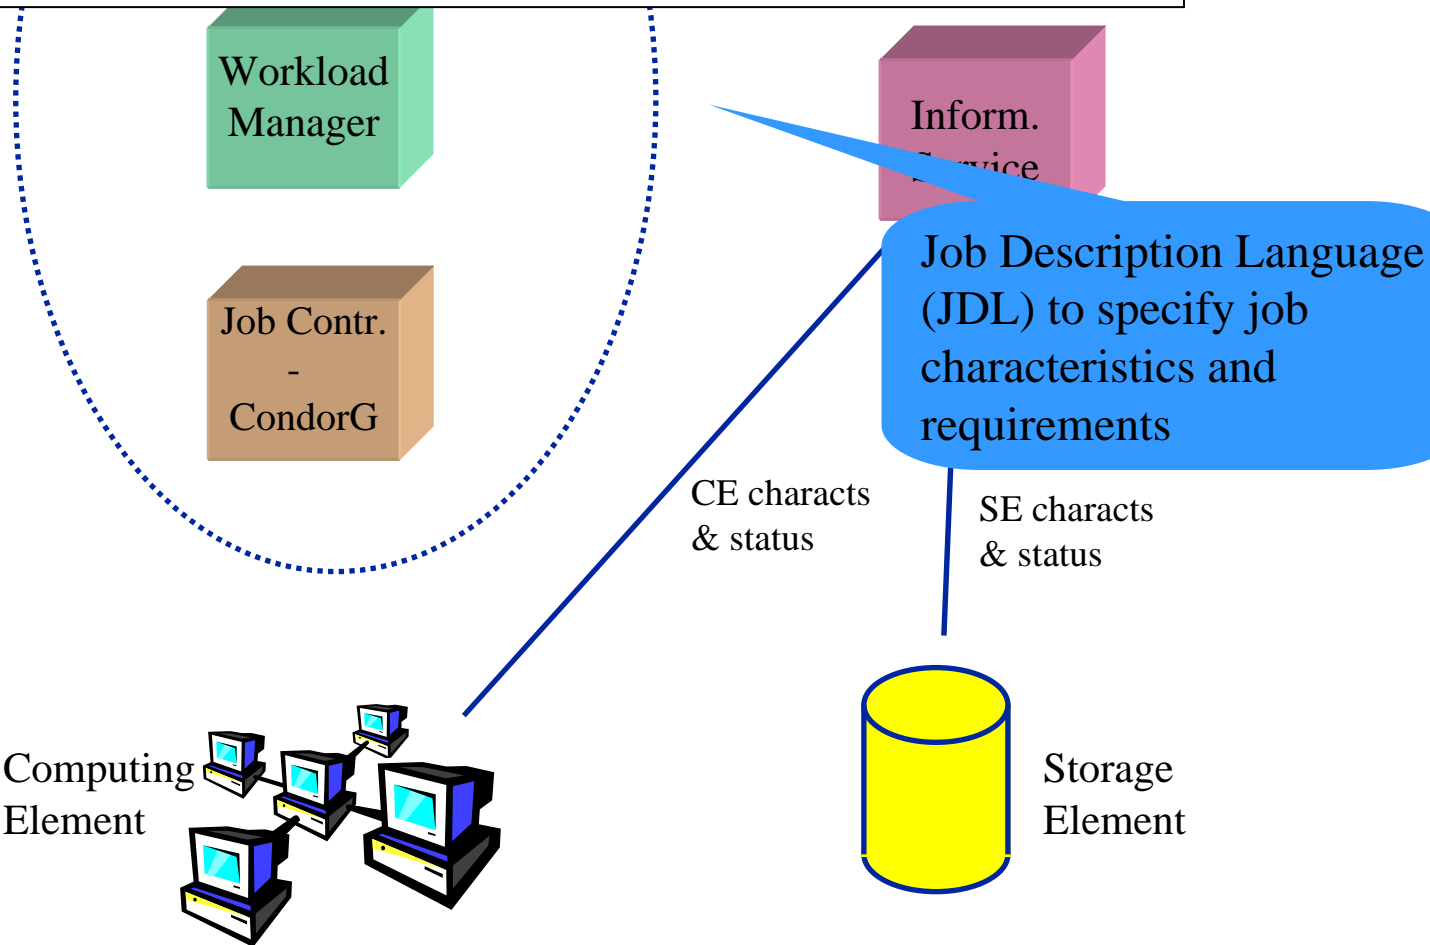 Workload
Manager
Inform.
Service
Job Description Language
(JDL) to specify job
characteristics and
requirements
Job Contr.
-
CondorG
CE characts
& status
SE characts
& status
Computing
Element
Storage
Element